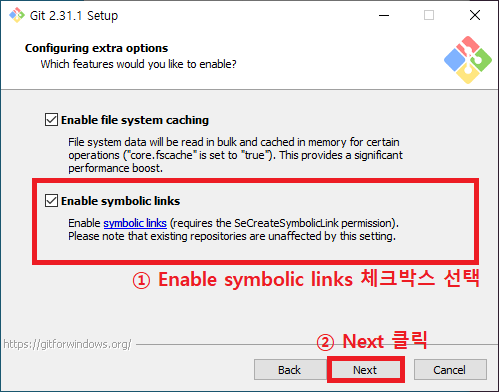 Git 2.31.1 Setup
Configuring extra options
Which features would you like to enable?
Enable file system caching
File system data will be read in bulk and cached in memory for certain
operations ("core.fscache" is set to "true"). This provides a significant
performance boost.
Enable symbolic links
Enable symbolic links (requires the SeCreateSymbolicLink permission).
Please note that existing repositories are unaffected by this setting.
① Enable symbolic links 체크박스 선택
② Next 클릭
https://gitforwindows.org/
Back Next Cancel